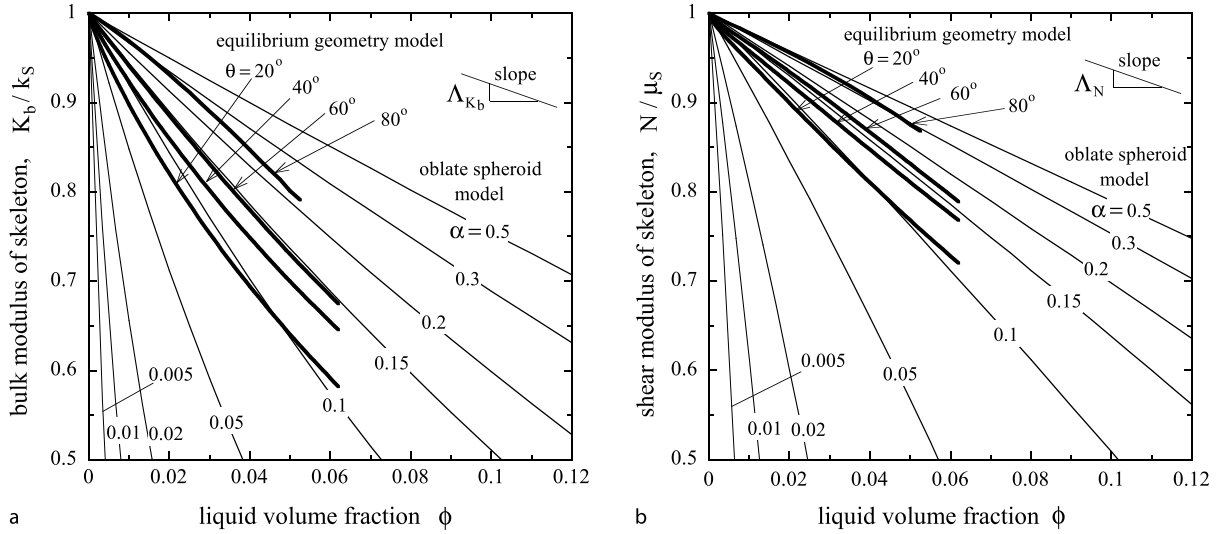 1
0.9
0.8
0.7
0.6
0.5
bulk modulus of skeleton, K_b / k_S
equilibrium geometry model
θ = 20°
40°
60°
80°
slope
Λ_{K_b}
oblate spheroid
model
α = 0.5
0.3
0.2
0.15
0.1
0.05
0.02
0.01
0.005
0
0.02
0.04
0.06
0.08
0.1
0.12
liquid volume fraction ϕ
a
1
0.9
0.8
0.7
0.6
0.5
shear modulus of skeleton, N / μ_S
equilibrium geometry model
θ = 20°
40°
60°
80°
slope
Λ_N
oblate spheroid
model
α = 0.5
0.3
0.2
0.15
0.1
0.05
0.02
0.01
0.005
0
0.02
0.04
0.06
0.08
0.1
0.12
liquid volume fraction ϕ
b